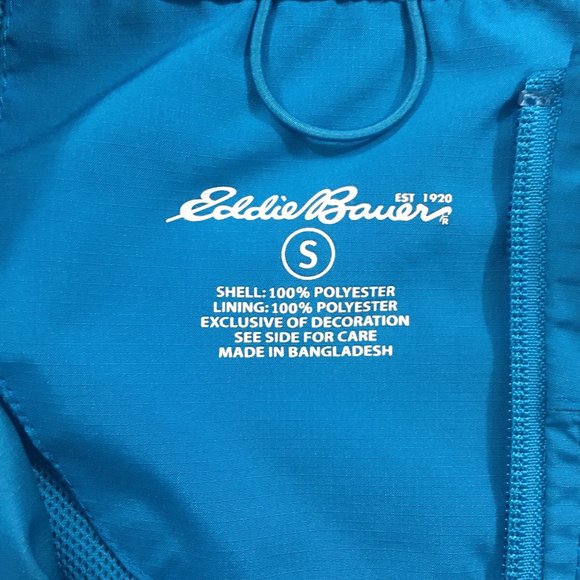 EST 1920
Eddie Bauer
S
SHELL: 100% POLYESTER
LINING: 100% POLYESTER
EXCLUSIVE OF DECORATION
SEE SIDE FOR CARE
MADE IN BANGLADESH